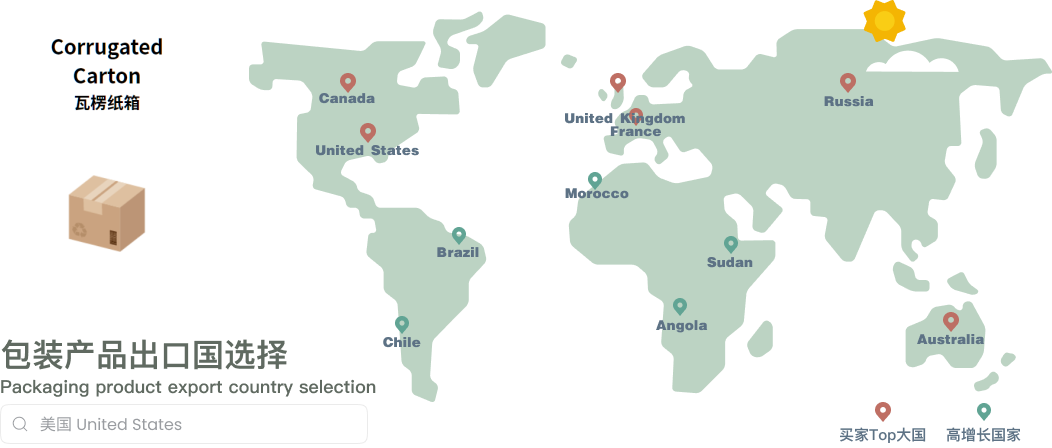 Corrugated
Carton
瓦楞纸箱
Canada
United States
United Kingdom
France
Russia
Morocco
Brazil
Sudan
Angola
Chile
Australia
包装产品出口国选择
Packaging product export country selection
美国 United States
买家Top大国
高增长国家